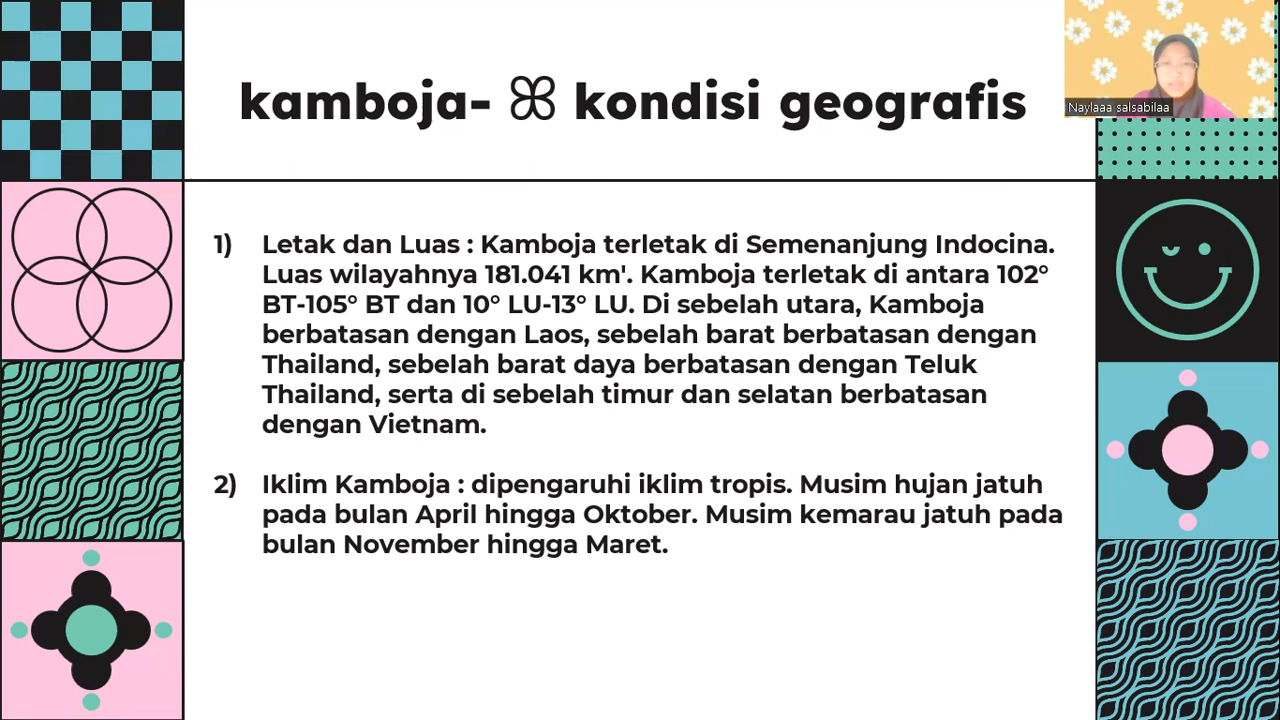 kamboja- kondisi geografis
Naylaaa salsabilaa
1) Letak dan Luas : Kamboja terletak di Semenanjung Indocina.
Luas wilayahnya 181.041 km'. Kamboja terletak di antara 102°
BT-105° BT dan 10° LU-13° LU. Di sebelah utara, Kamboja
berbatasan dengan Laos, sebelah barat berbatasan dengan
Thailand, sebelah barat daya berbatasan dengan Teluk
Thailand, serta di sebelah timur dan selatan berbatasan
dengan Vietnam.
2) Iklim Kamboja : dipengaruhi iklim tropis. Musim hujan jatuh
pada bulan April hingga Oktober. Musim kemarau jatuh pada
bulan November hingga Maret.